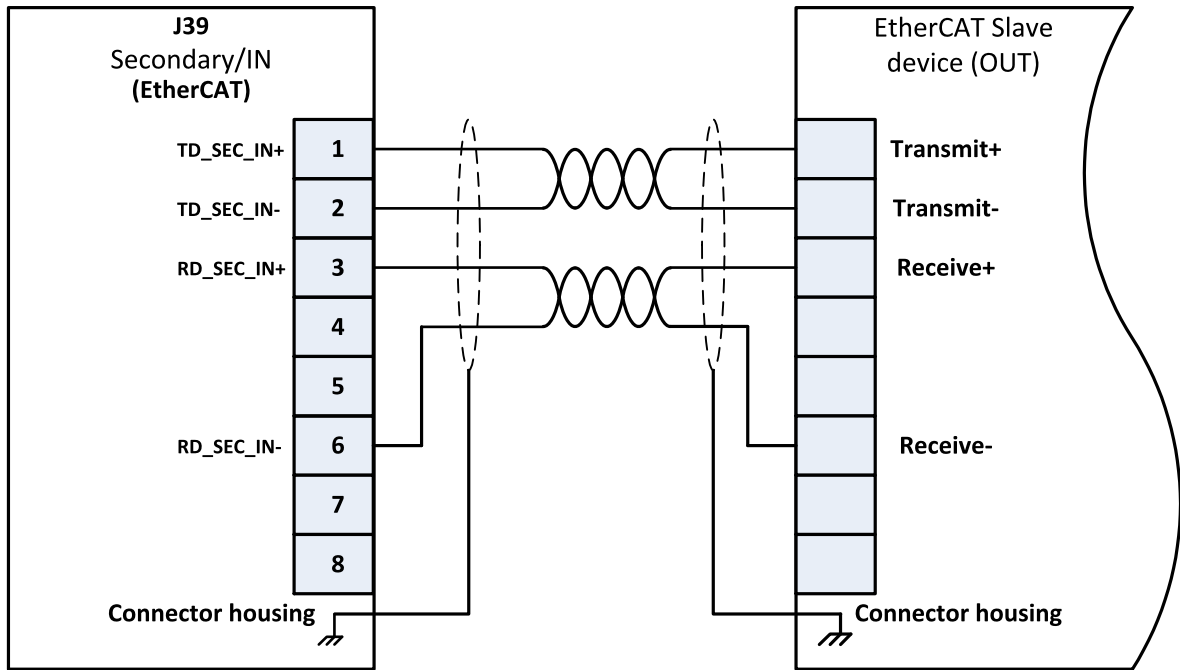 J39
Secondary/IN
(EtherCAT)
EtherCAT Slave
device (OUT)
TD_SEC_IN+ 1 Transmit+
TD_SEC_IN- 2 Transmit-
RD_SEC_IN+ 3 Receive+
4
5
RD_SEC_IN- 6 Receive-
7
8
Connector housing Connector housing